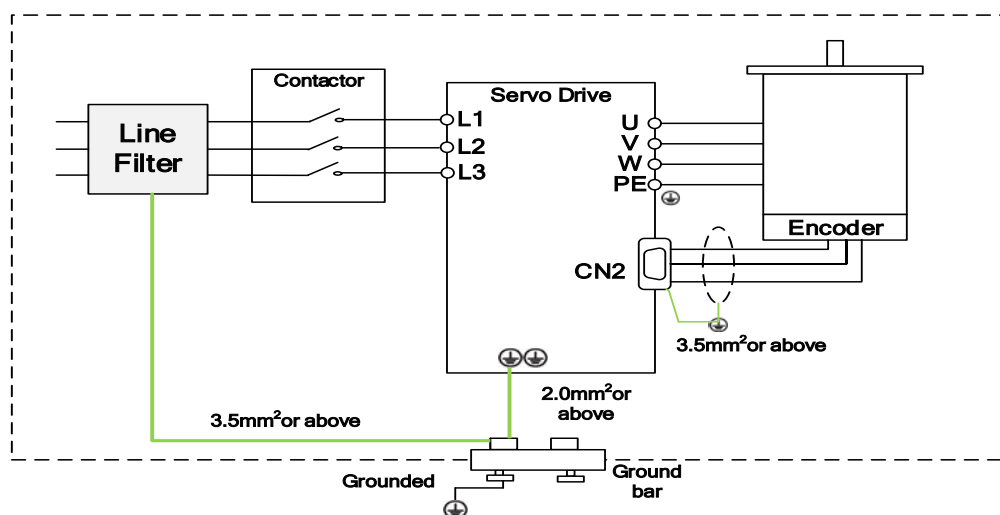 Contactor
Servo Drive
Line
Filter
L1
L2
L3
U
V
W
PE
Encoder
CN2
3.5mm²or above
2.0mm²or
above
3.5mm²or above
Grounded
Ground
bar